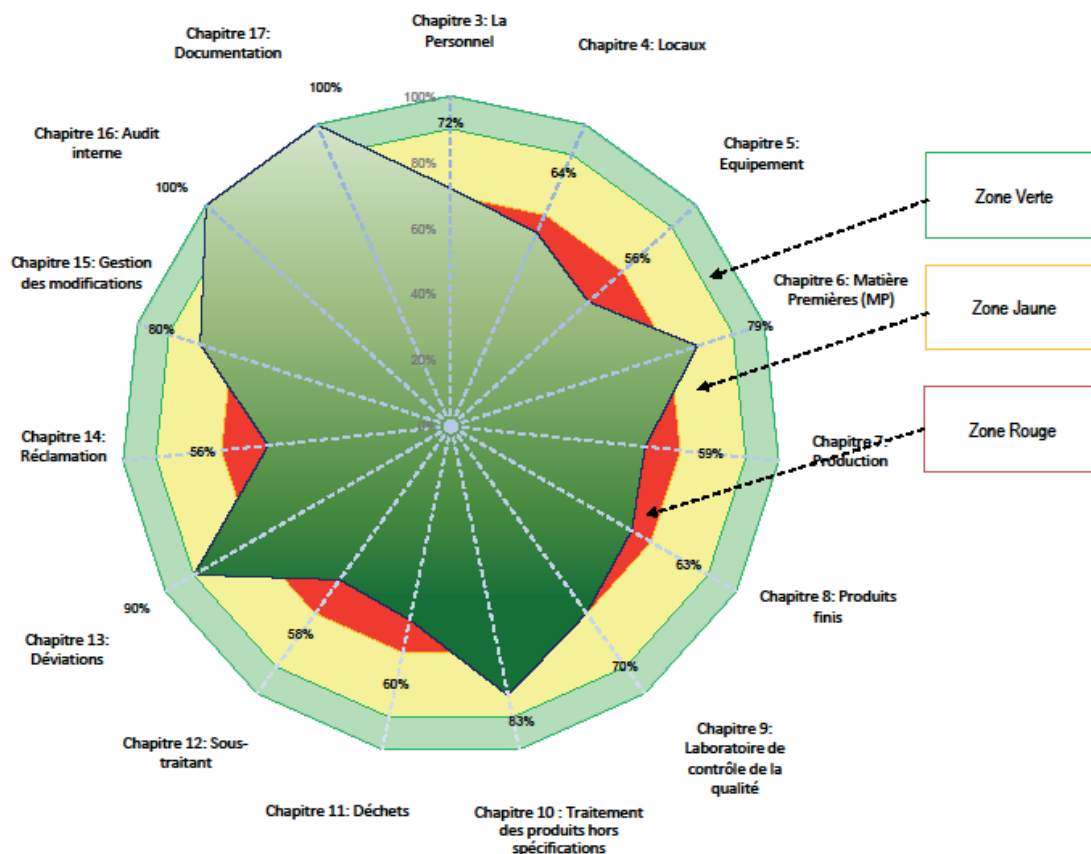 Chapitre 3: La
Personnel
Chapitre 4: Locaux
Chapitre 5:
Equipement
Chapitre 6: Matière
Premières (MP)
Chapitre 7:
Production
Chapitre 8: Produits
finis
Chapitre 9:
Laboratoire de
contrôle de la
qualité
Chapitre 10 : Traitement
des produits hors
spécifications
Chapitre 11: Déchets
Chapitre 12: Sous-
traitant
Chapitre 13:
Déviations
Chapitre 14:
Réclamation
Chapitre 15: Gestion
des modifications
Chapitre 16: Audit
interne
Chapitre 17:
Documentation
100%
80%
60%
40%
20%
0%
72%
64%
56%
79%
59%
63%
70%
83%
60%
58%
90%
56%
80%
100%
100%
Zone Verte
Zone Jaune
Zone Rouge